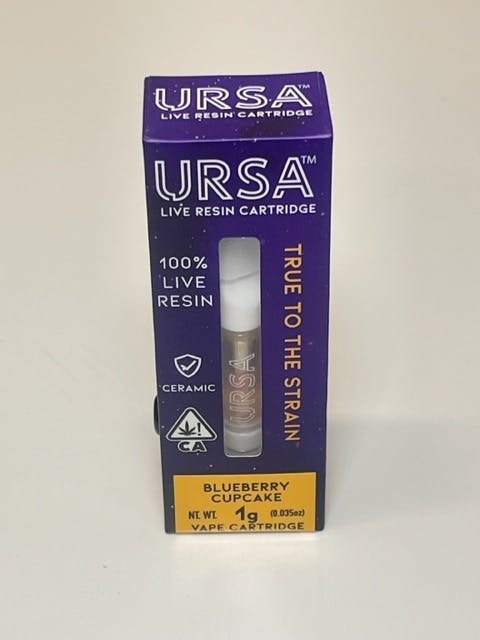 URSA™
LIVE RESIN CARTRIDGE
URSA™
LIVE RESIN CARTRIDGE
100%
LIVE
RESIN
TRUE TO THE STRAIN
URSA
CERAMIC
!
CA
BLUEBERRY
CUPCAKE
NT. WT. 1g (0.035oz)
VAPE CARTRIDGE